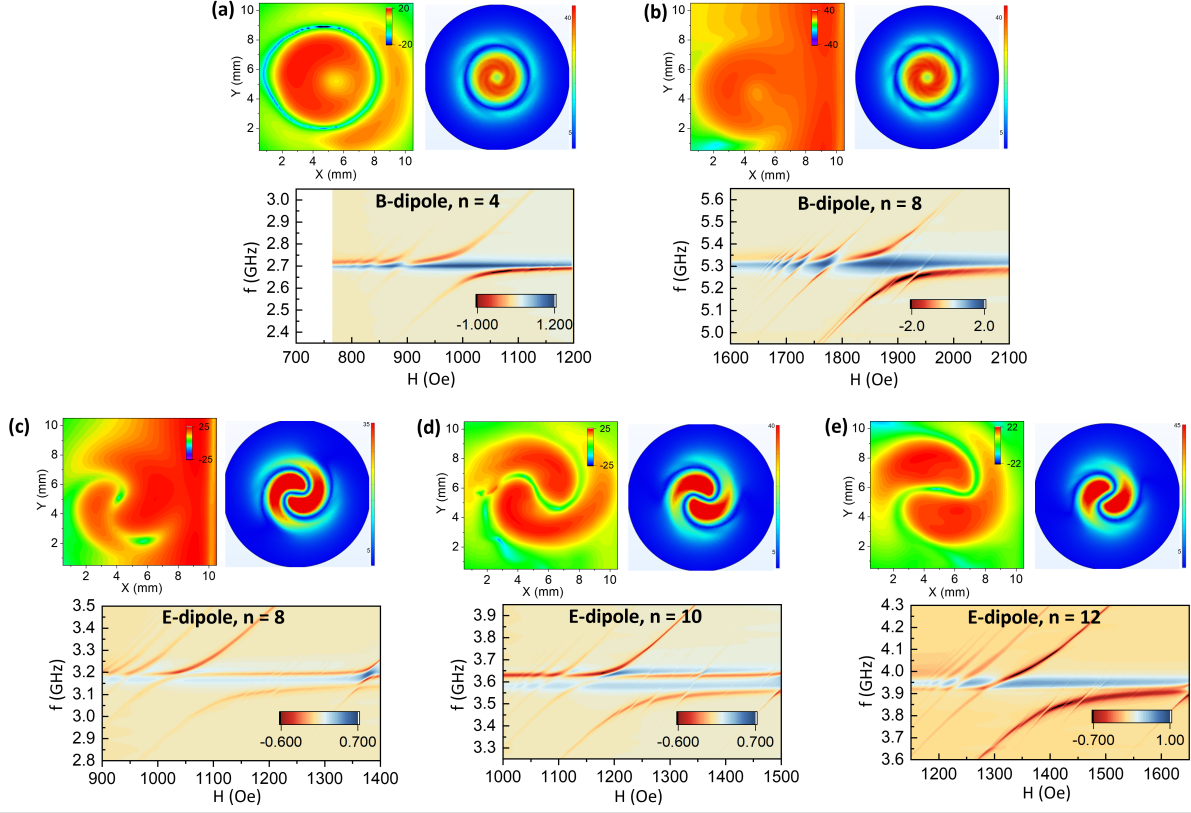 (a)
10
8
6
4
2
Y (mm)
20
-20
2 4 6 8 10
X (mm)
40
5
(b)
10
8
6
4
2
Y (mm)
40
-40
2 4 6 8 10
X (mm)
40
5
B-dipole, n = 4
3.0
2.9
2.8
2.7
2.6
2.5
2.4
f (GHz)
-1.000 1.200
700 800 900 1000 1100 1200
H (Oe)
B-dipole, n = 8
5.6
5.5
5.4
5.3
5.2
5.1
5.0
f (GHz)
-2.0 2.0
1600 1700 1800 1900 2000 2100
H (Oe)
(c)
10
8
6
4
2
Y (mm)
25
-25
2 4 6 8 10
X (mm)
35
5
(d)
10
8
6
4
2
Y (mm)
25
-25
2 4 6 8 10
X (mm)
40
5
(e)
10
8
6
4
2
Y (mm)
22
-22
2 4 6 8 10
X (mm)
45
5
E-dipole, n = 8
3.5
3.4
3.3
3.2
3.1
3.0
2.9
2.8
f (GHz)
-0.600 0.700
900 1000 1100 1200 1300 1400
H (Oe)
E-dipole, n = 10
3.9
3.8
3.7
3.6
3.5
3.4
3.3
f (GHz)
-0.600 0.700
1000 1100 1200 1300 1400 1500
H (Oe)
E-dipole, n = 12
4.3
4.2
4.1
4.0
3.9
3.8
3.7
3.6
f (GHz)
-0.700 1.00
1200 1300 1400 1500 1600
H (Oe)